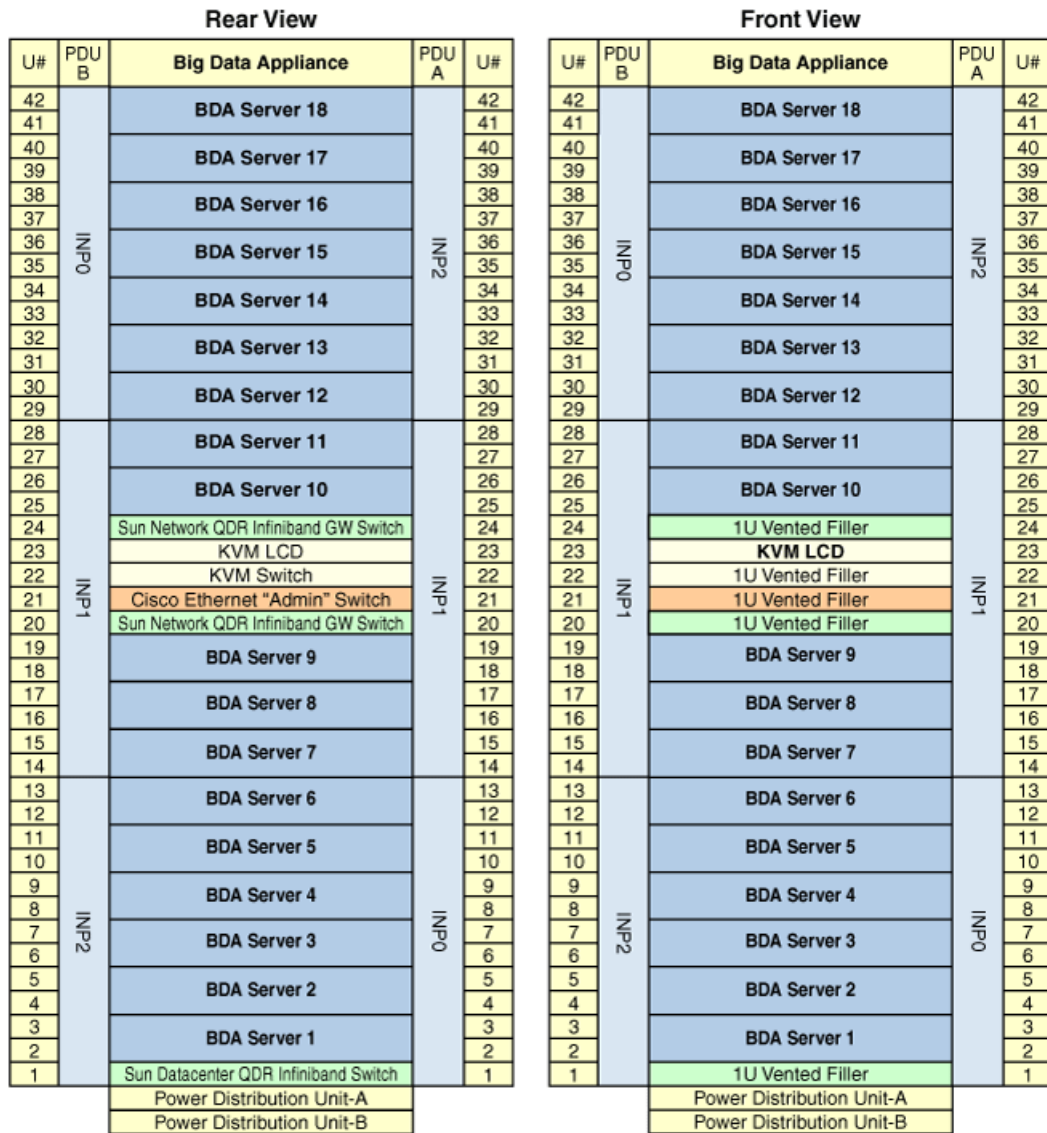 Rear View
U# PDU B Big Data Appliance PDU A U#
42 BDA Server 18 42
41 41
40 BDA Server 17 40
39 39
38 BDA Server 16 38
37 37
36 BDA Server 15 36
35 35
INP0 INP2
34 BDA Server 14 34
33 33
32 BDA Server 13 32
31 31
30 BDA Server 12 30
29 29
28 BDA Server 11 28
27 27
26 BDA Server 10 26
25 25
24 Sun Network QDR Infiniband GW Switch 24
23 KVM LCD 23
22 KVM Switch 22
INP1 INP1
21 Cisco Ethernet "Admin" Switch 21
20 Sun Network QDR Infiniband GW Switch 20
19 BDA Server 9 19
18 18
17 BDA Server 8 17
16 16
15 BDA Server 7 15
14 14
13 BDA Server 6 13
12 12
11 BDA Server 5 11
10 10
9 BDA Server 4 9
8 8
INP2 INP0
7 BDA Server 3 7
6 6
5 BDA Server 2 5
4 4
3 BDA Server 1 3
2 2
1 Sun Datacenter QDR Infiniband Switch 1
Power Distribution Unit-A
Power Distribution Unit-B
Front View
U# PDU B Big Data Appliance PDU A U#
42 BDA Server 18 42
41 41
40 BDA Server 17 40
39 39
38 BDA Server 16 38
37 37
36 BDA Server 15 36
35 35
INP0 INP2
34 BDA Server 14 34
33 33
32 BDA Server 13 32
31 31
30 BDA Server 12 30
29 29
28 BDA Server 11 28
27 27
26 BDA Server 10 26
25 25
24 1U Vented Filler 24
23 KVM LCD 23
22 1U Vented Filler 22
INP1 INP1
21 1U Vented Filler 21
20 1U Vented Filler 20
19 BDA Server 9 19
18 18
17 BDA Server 8 17
16 16
15 BDA Server 7 15
14 14
13 BDA Server 6 13
12 12
11 BDA Server 5 11
10 10
9 BDA Server 4 9
8 8
INP2 INP0
7 BDA Server 3 7
6 6
5 BDA Server 2 5
4 4
3 BDA Server 1 3
2 2
1 1U Vented Filler 1
Power Distribution Unit-A
Power Distribution Unit-B